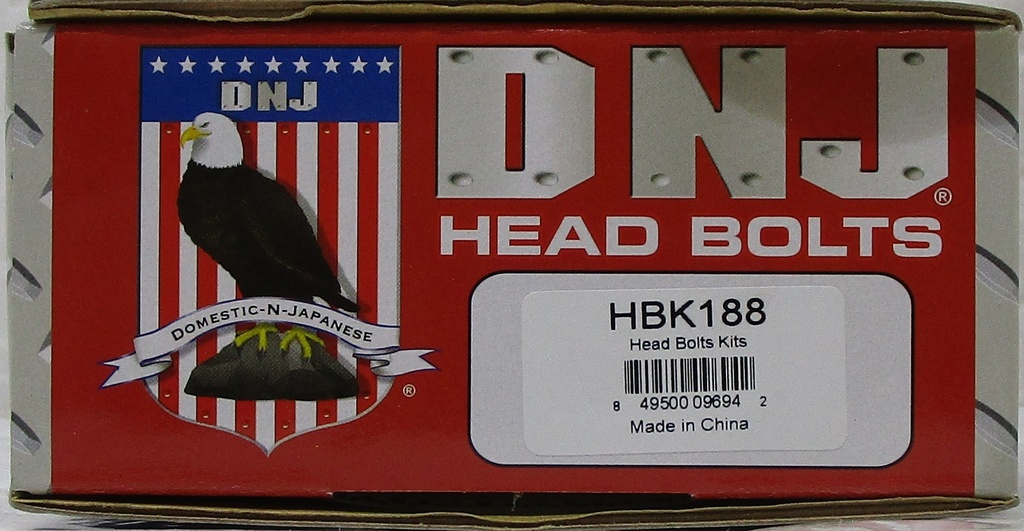 DNJ
DOMESTIC-N-JAPANESE
®
DNJ®
HEAD BOLTS
HBK188
Head Bolts Kits
8 49500 09694 2
Made in China